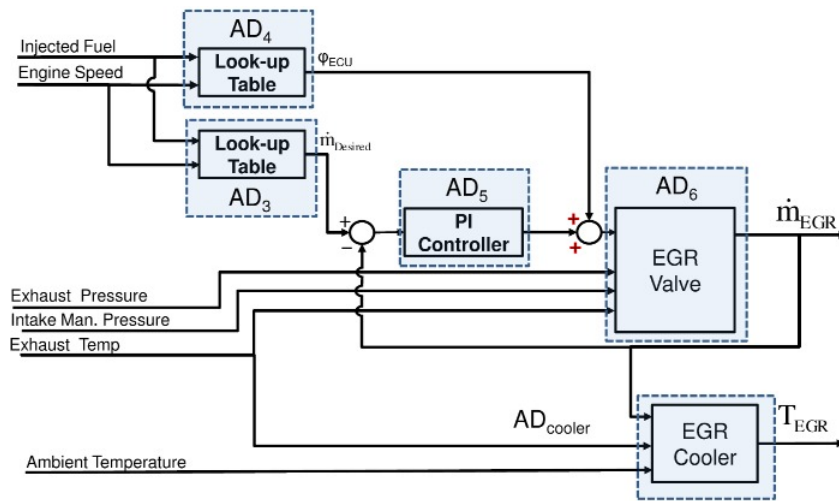 AD4
Injected Fuel
Look-up
Table
φECU
Engine Speed
Look-up
Table
ṁDesired
AD3
AD5
AD6
+
−
PI
Controller
+
+
EGR
Valve
ṁEGR
Exhaust Pressure
Intake Man. Pressure
Exhaust Temp
ADcooler
EGR
Cooler
TEGR
Ambient Temperature